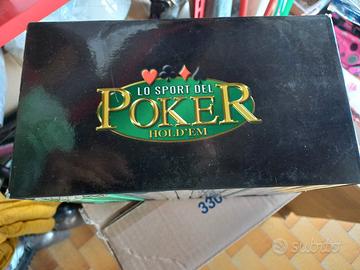 LO SPORT DEL
POKER
HOLD'EM
330
subito